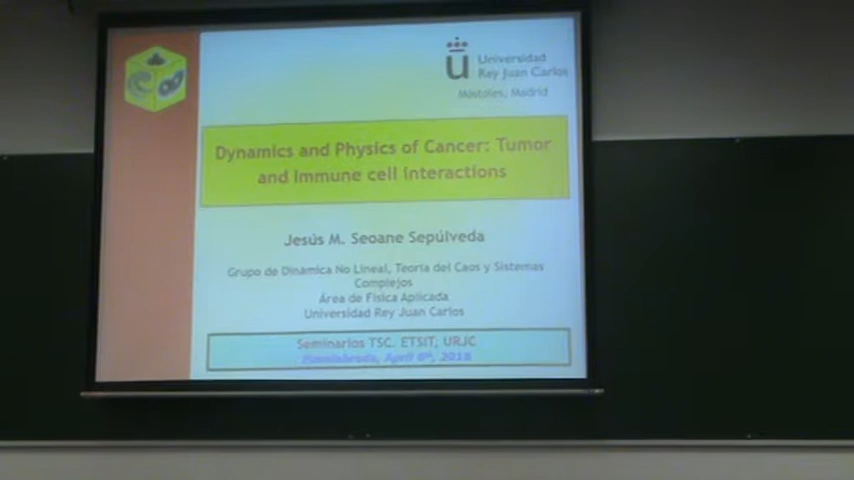 u
Universidad
Rey Juan Carlos
Móstoles, Madrid
Dynamics and Physics of Cancer: Tumor
and Immune cell Interactions
Jesús M. Seoane Sepúlveda
Grupo de Dinámica No Lineal, Teoría del Caos y Sistemas
Complejos
Área de Física Aplicada
Universidad Rey Juan Carlos
Seminarios TSC. ETSIT, URJC
Fuenlabrada, April